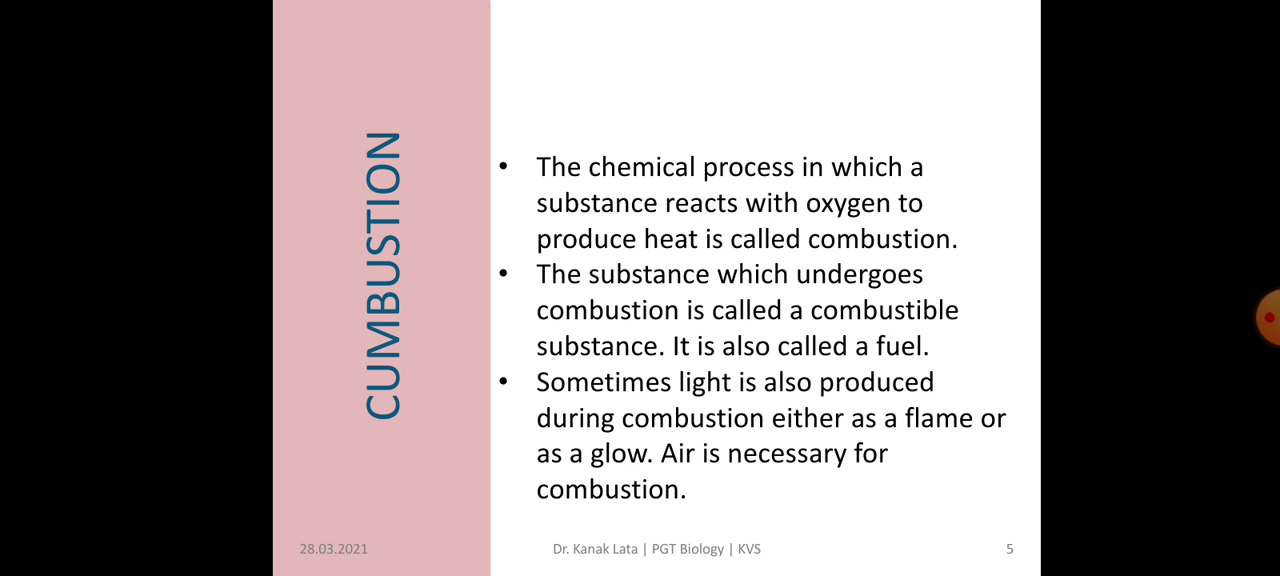 CUMBUSTION
• The chemical process in which a
substance reacts with oxygen to
produce heat is called combustion.
• The substance which undergoes
combustion is called a combustible
substance. It is also called a fuel.
• Sometimes light is also produced
during combustion either as a flame or
as a glow. Air is necessary for
combustion.
28.03.2021
Dr. Kanak Lata | PGT Biology | KVS
5